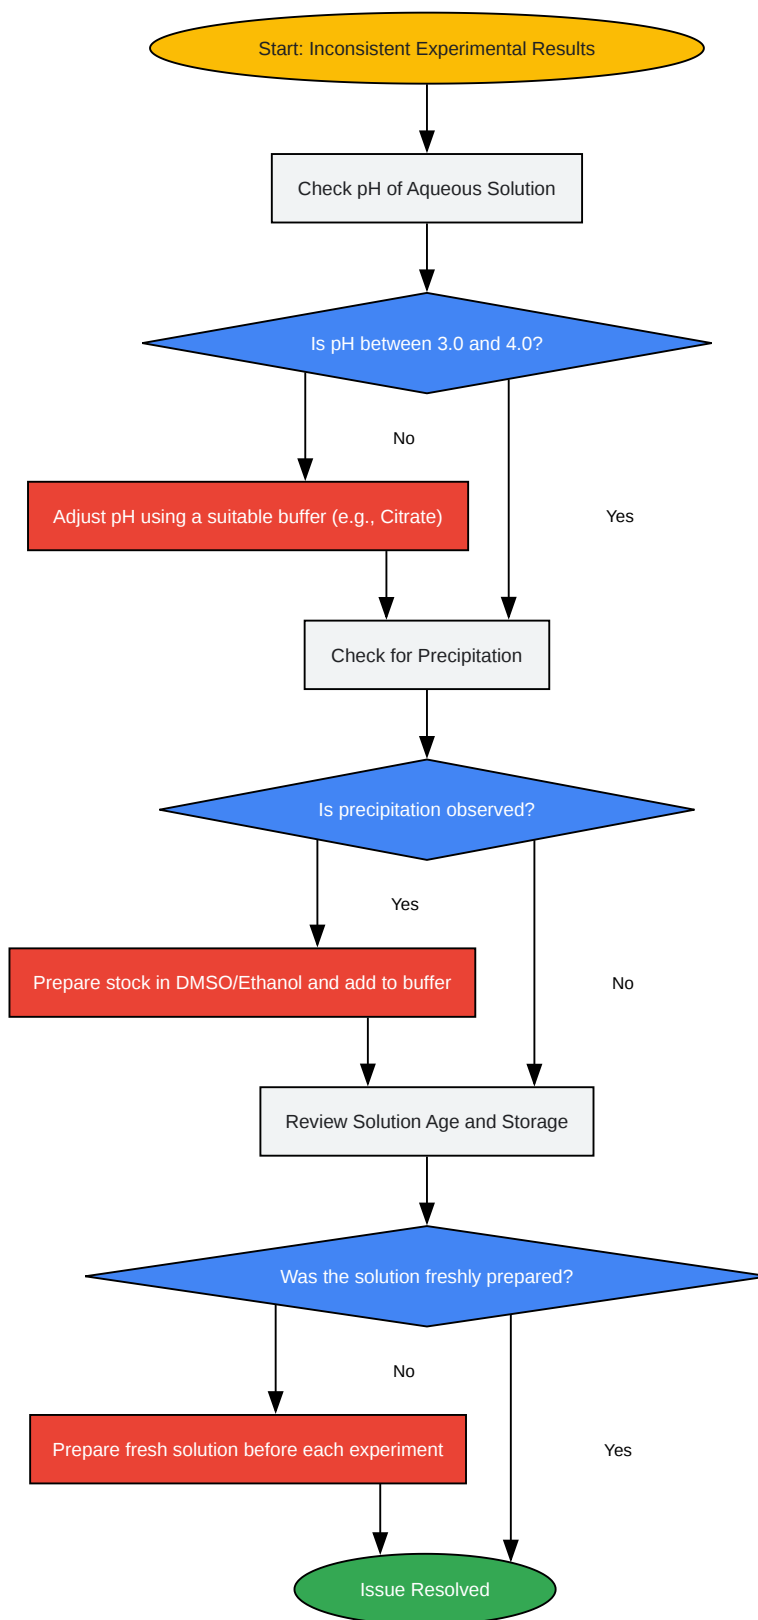 Start: Inconsistent Experimental Results
Check pH of Aqueous Solution
Is pH between 3.0 and 4.0?
No
Adjust pH using a suitable buffer (e.g., Citrate)
Yes
Check for Precipitation
Is precipitation observed?
Yes
Prepare stock in DMSO/Ethanol and add to buffer
No
Review Solution Age and Storage
Was the solution freshly prepared?
No
Prepare fresh solution before each experiment
Yes
Issue Resolved